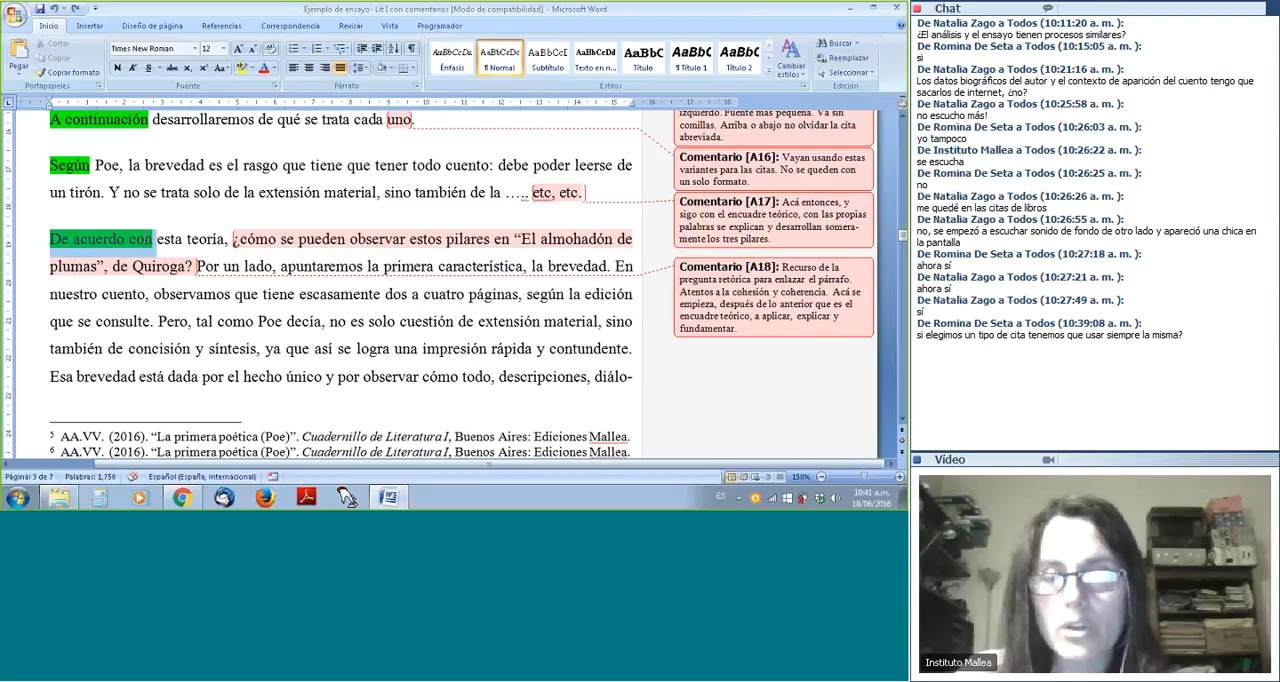 Ejemplo de ensayo- Lit I con comentarios [Modo de compatibilidad] - Microsoft Word
Inicio Insertar Diseño de página Referencias Correspondencia Revisar Vista Programador
Pegar
Cortar
Copiar
Copiar formato
Portapapeles
Times New Roman 12
Fuente
Párrafo
AaBbCcDc AaBbCcDc AaBbCc AaBbCcDd AaBbC AaBbC AaBbC
Énfasis ¶ Normal Subtítulo Texto en n... Título ¶ Título 1 Título 2
Estilos
Cambiar estilos
Buscar
Reemplazar
Seleccionar
Edición
A continuación desarrollaremos de qué se trata cada uno.
Según Poe, la brevedad es el rasgo que tiene que tener todo cuento: debe poder leerse de
un tirón. Y no se trata solo de la extensión material, sino también de la ….. etc, etc.
De acuerdo con esta teoría, ¿cómo se pueden observar estos pilares en “El almohadón de
plumas”, de Quiroga? Por un lado, apuntaremos la primera característica, la brevedad. En
nuestro cuento, observamos que tiene escasamente dos a cuatro páginas, según la edición
que se consulte. Pero, tal como Poe decía, no es solo cuestión de extensión material, sino
también de concisión y síntesis, ya que así se logra una impresión rápida y contundente.
Esa brevedad está dada por el hecho único y por observar cómo todo, descripciones, diálo-
5 AA.VV. (2016). “La primera poética (Poe)”. Cuadernillo de Literatura I, Buenos Aires: Ediciones Mallea.
6 AA.VV. (2016). “La primera poética (Poe)”. Cuadernillo de Literatura I, Buenos Aires: Ediciones Mallea.
izquierdo. Fuente más pequeña. Va sin
comillas. Arriba o abajo no olvidar la cita
abreviada.
Comentario [A16]: Vayan usando estas
variantes para las citas. No se queden con
un solo formato.
Comentario [A17]: Acá entonces, y
sigo con el encuadre teórico, con las propias
palabras se explican y desarrollan somera-
mente los tres pilares.
Comentario [A18]: Recurso de la
pregunta retórica para enlazar el párrafo.
Atentos a la cohesión y coherencia. Acá se
empieza, después de lo anterior que es el
encuadre teórico, a aplicar, explicar y
fundamentar.
Página: 3 de 7 Palabras: 1,758 Español (España, internacional) 150%
ES 10:41 a.m.
18/06/2016
Chat
De Natalia Zago a Todos (10:11:20 a. m.):
¿El análisis y el ensayo tienen procesos similares?
De Romina De Seta a Todos (10:15:05 a. m.):
si
De Natalia Zago a Todos (10:21:16 a. m.):
Los datos biográficos del autor y el contexto de aparición del cuento tengo que
sacarlos de internet, ¿no?
De Natalia Zago a Todos (10:25:58 a. m.):
no escucho más!
De Romina De Seta a Todos (10:26:03 a. m.):
yo tampoco
De Instituto Mallea a Todos (10:26:22 a. m.):
se escucha
De Romina De Seta a Todos (10:26:25 a. m.):
no
De Natalia Zago a Todos (10:26:26 a. m.):
me quedé en las citas de libros
De Natalia Zago a Todos (10:26:55 a. m.):
no, se empezó a escuchar sonido de fondo de otro lado y apareció una chica en
la pantalla
De Romina De Seta a Todos (10:27:18 a. m.):
ahora sí
De Natalia Zago a Todos (10:27:21 a. m.):
ahora sí
De Natalia Zago a Todos (10:27:49 a. m.):
sí
De Romina De Seta a Todos (10:39:08 a. m. ):
si elegimos un tipo de cita tenemos que usar siempre la misma?
Vídeo
Instituto Mallea